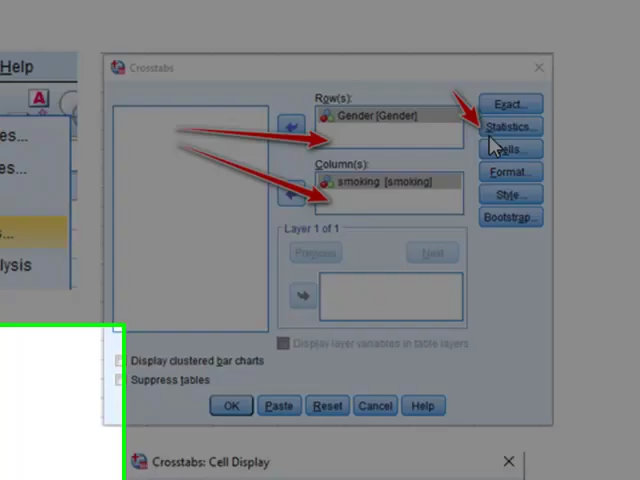 Help
A
es...
es...
s...
lysis
Crosstabs
Row(s):
Gender [Gender]
Exact...
Statistics...
Column(s):
smoking [smoking]
Format...
Style...
Bootstrap...
Layer 1 of 1
Previous
Next
Display layer variables in table layers
Display clustered bar charts
Suppress tables
OK
Paste
Reset
Cancel
Help
Crosstabs: Cell Display